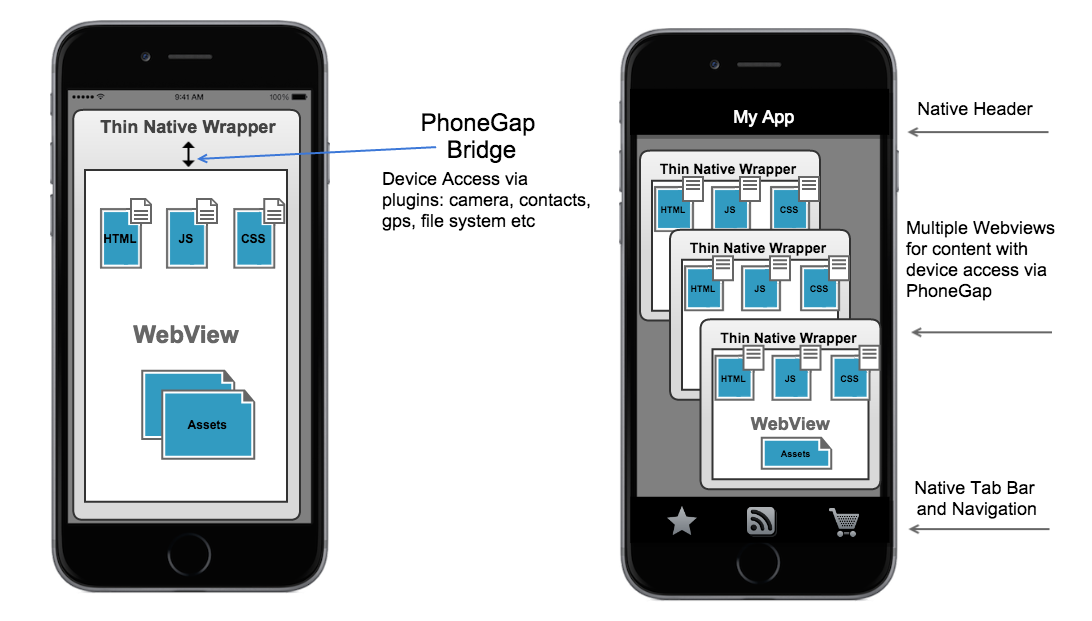 9:41 AM
100%
Thin Native Wrapper
HTML
JS
CSS
WebView
Assets
PhoneGap
Bridge
Device Access via
plugins: camera, contacts,
gps, file system etc
My App
Thin Native Wrapper
HTML
JS
CSS
Thin Native Wrapper
HTML
JS
CSS
Thin Native Wrapper
HTML
JS
CSS
WebView
Assets
Native Header
Multiple Webviews
for content with
device access via
PhoneGap
Native Tab Bar
and Navigation